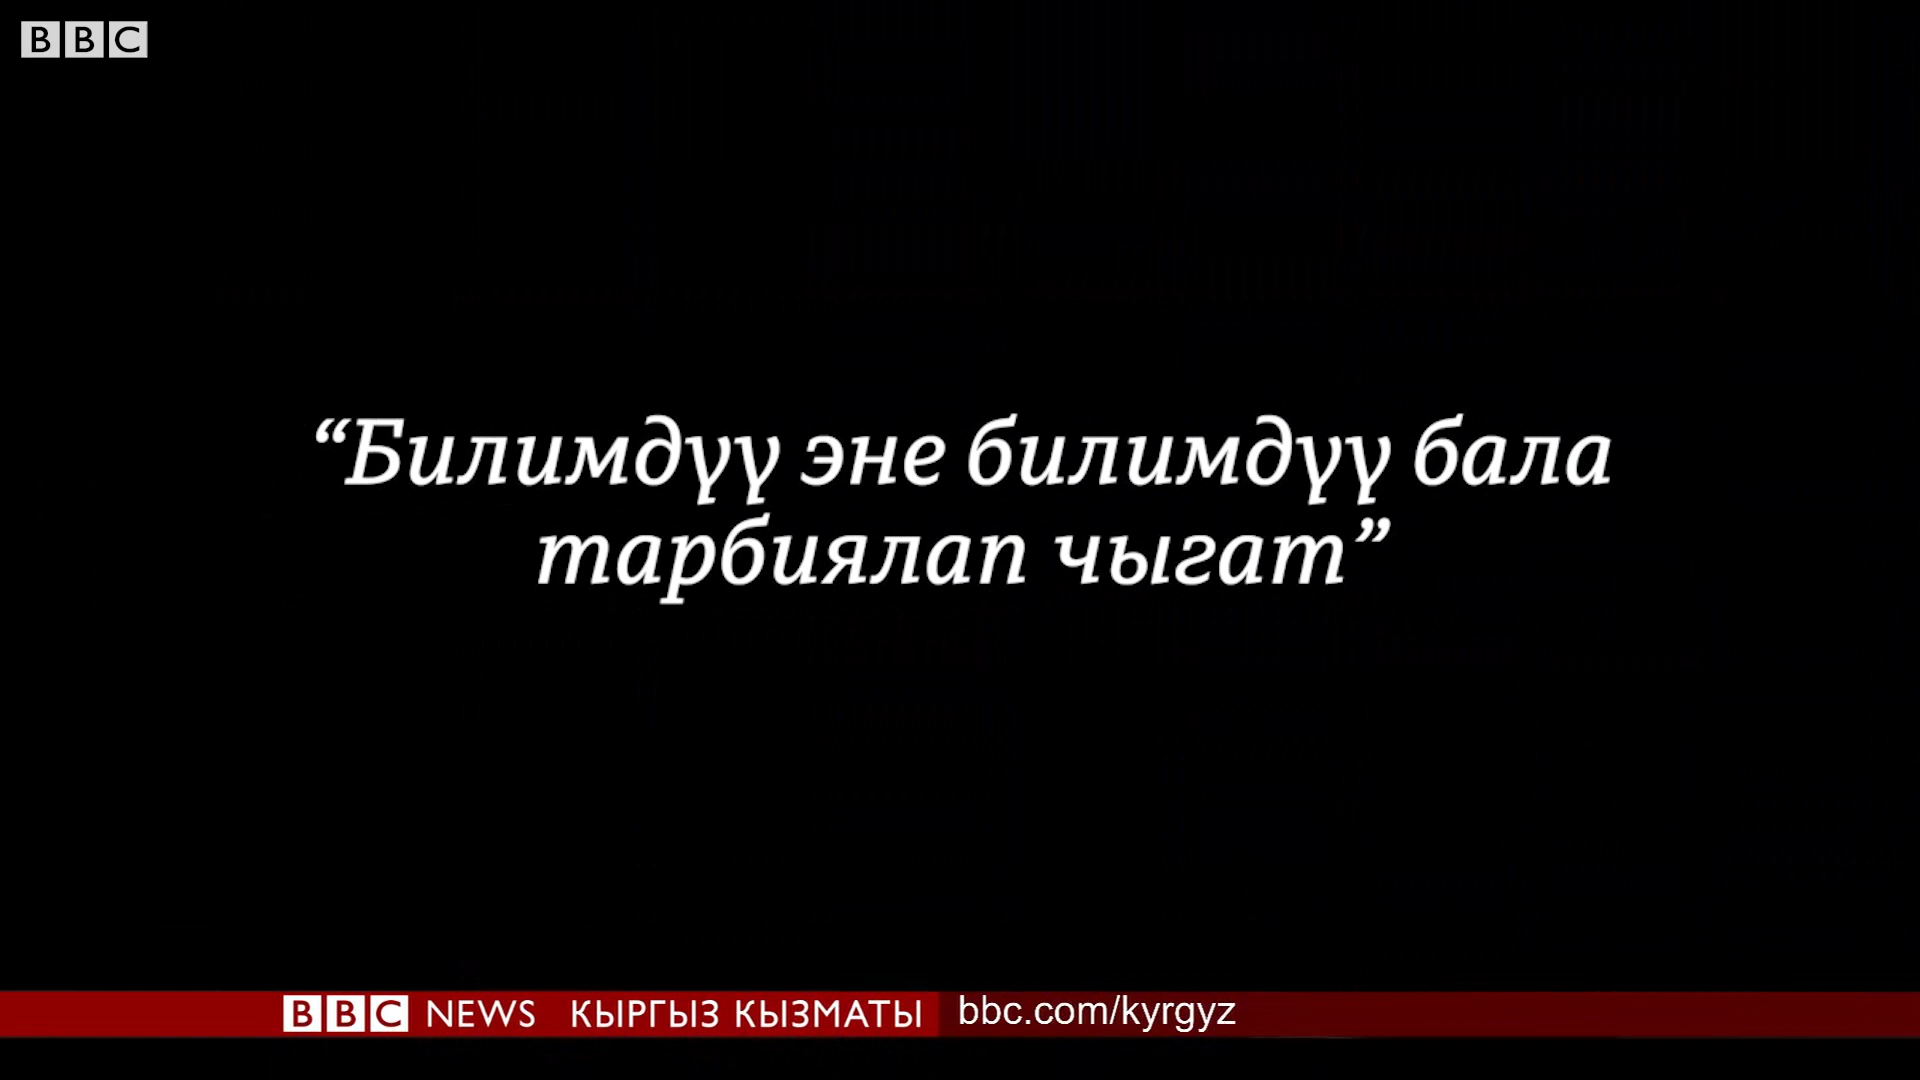 BBC
“Билимдүү эне билимдүү бала
тарбиялап чыгат”
BBC NEWS КЫРГЫЗ КЫЗМАТЫ bbc.com/kyrgyz